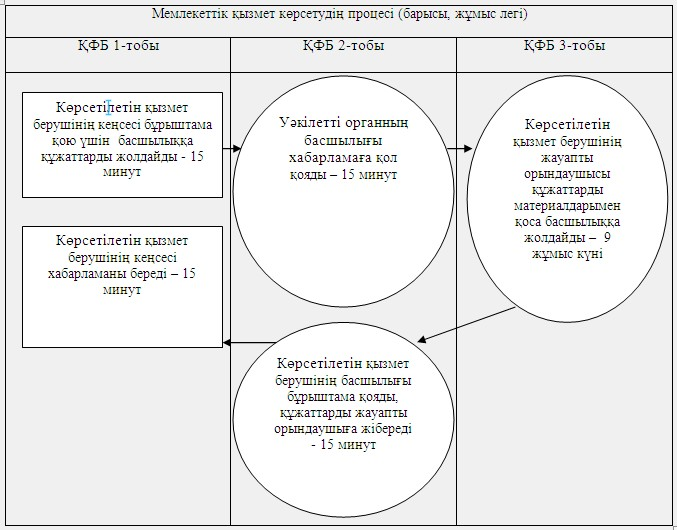 Мемлекеттік қызмет көрсетудің процесі (барысы, жұмыс легі)
ҚФБ 1-тобы
ҚФБ 2-тобы
ҚФБ 3-тобы
Көрсетілетін қызмет
берушінің кеңсесі бұрыштама
қою үшін басшылыққа
құжаттарды жолдайды - 15
минут
Уәкілетті органның
басшылығы
хабарламаға қол
қояды – 15 минут
Көрсетілетін
қызмет берушінің
жауапты
орындаушысы
құжаттарды
материалдарымен
қоса басшылыққа
жолдайды – 9
жұмыс күні
Көрсетілетін қызмет
берушінің кеңсесі
хабарламаны береді – 15
минут
Көрсетілетін қызмет
берушінің басшылығы
бұрыштама қояды,
құжаттарды жауапты
орындаушыға жібереді
- 15 минут